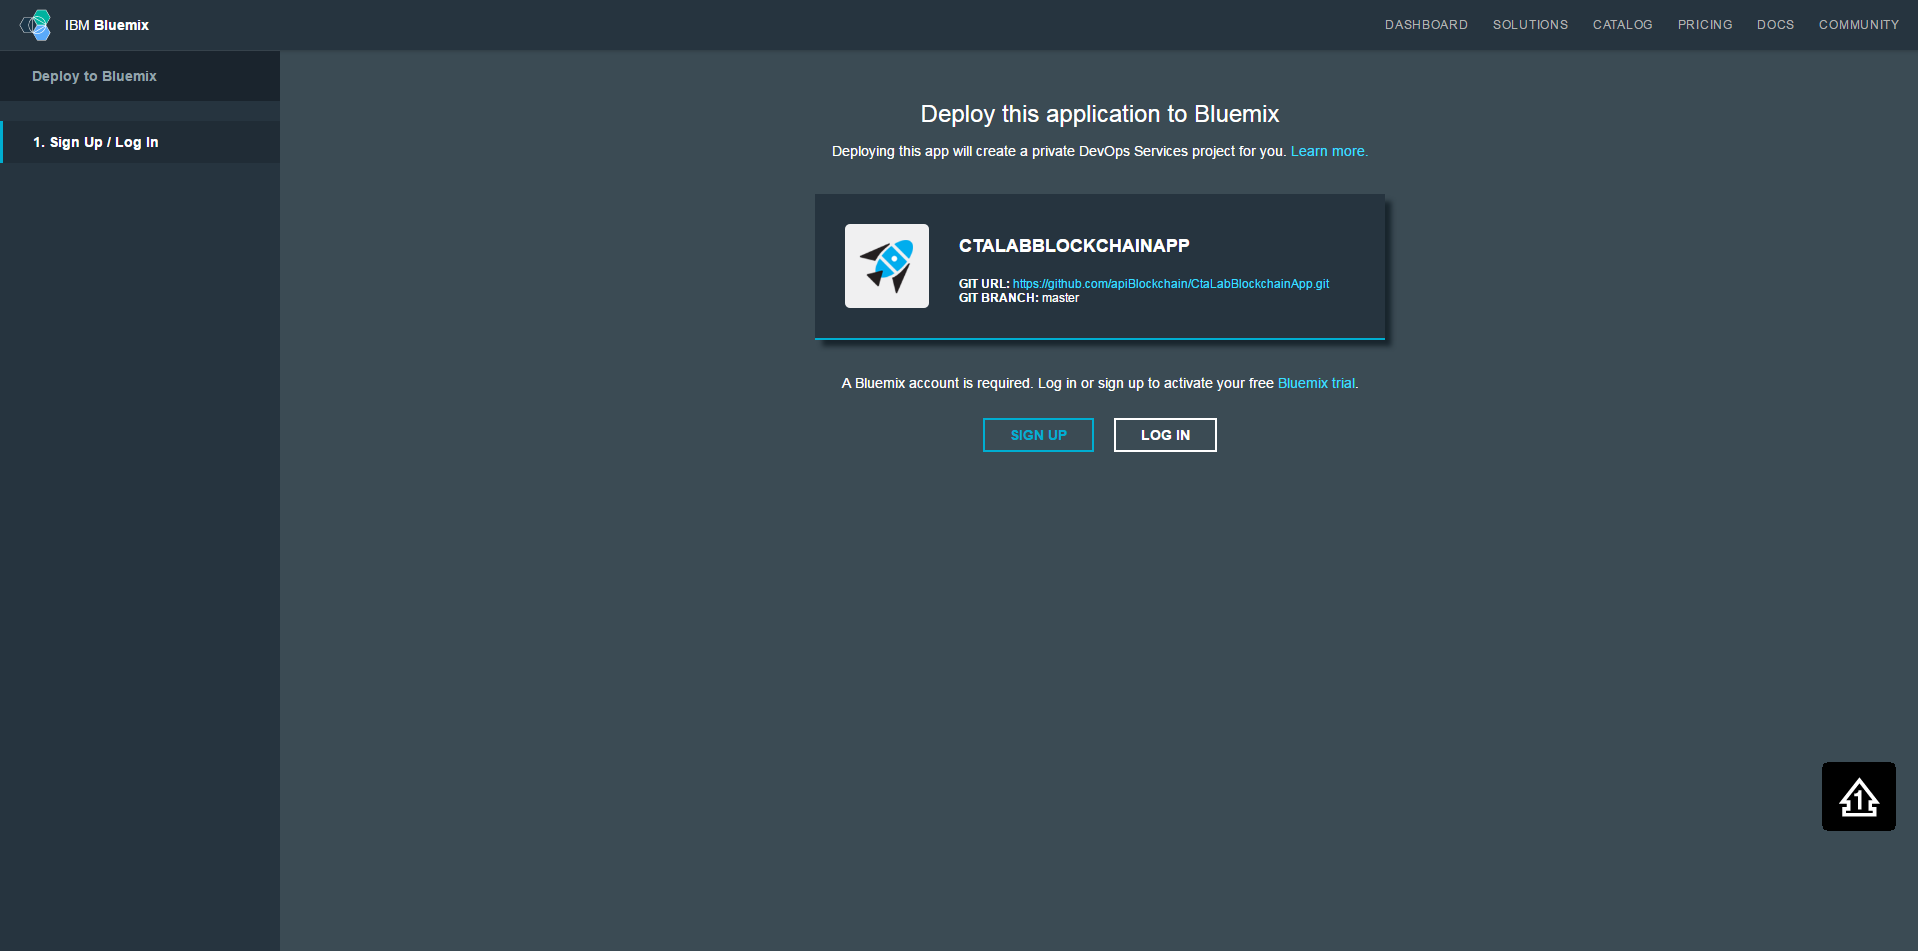 IBM Bluemix
DASHBOARD SOLUTIONS CATALOG PRICING DOCS COMMUNITY
Deploy to Bluemix
1. Sign Up / Log In
Deploy this application to Bluemix
Deploying this app will create a private DevOps Services project for you. Learn more.
CTALABBLOCKCHAINAPP
GIT URL: https://github.com/apiBlockchain/CtaLabBlockchainApp.git
GIT BRANCH: master
A Bluemix account is required. Log in or sign up to activate your free Bluemix trial.
SIGN UP LOG IN
1